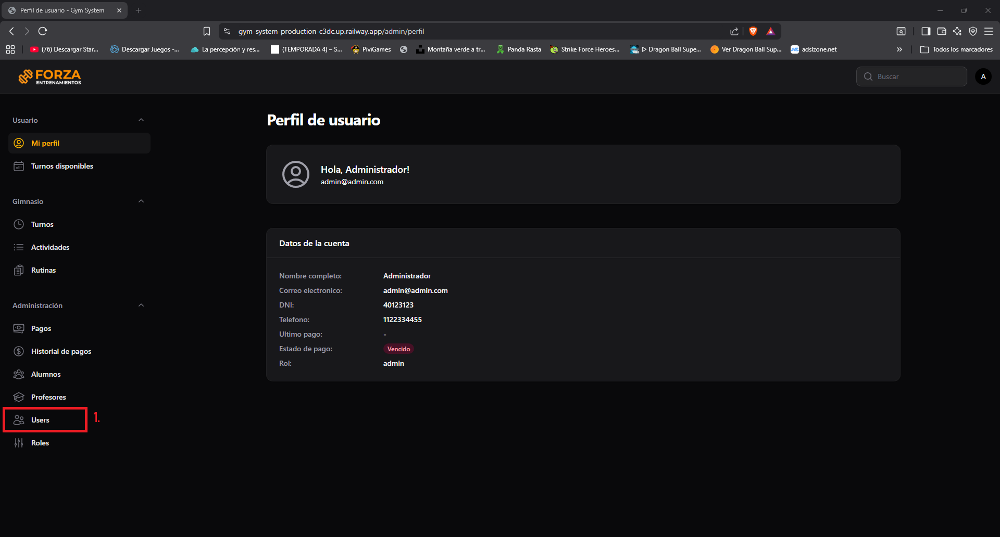 Perfil de usuario - Gym System
gym-system-production-c3dc.up.railway.app/admin/perfil
(76) Descargar Star...
Descargar Juegos -...
La percepción y res...
(TEMPORADA 4) – S...
PiviGames
Montaña verde a tr...
Panda Rasta
Strike Force Heroes...
ᐅ Dragon Ball Supe...
Ver Dragon Ball Sup...
adslzone.net
Todos los marcadores
FORZA
ENTRENAMIENTOS
Buscar
A
Usuario
Mi perfil
Turnos disponibles
Gimnasio
Turnos
Actividades
Rutinas
Administración
Pagos
Historial de pagos
Alumnos
Profesores
Users
1.
Roles
Perfil de usuario
Hola, Administrador!
admin@admin.com
Datos de la cuenta
Nombre completo: Administrador
Correo electronico: admin@admin.com
DNI: 40123123
Telefono: 1122334455
Ultimo pago: -
Estado de pago: Vencido
Rol: admin